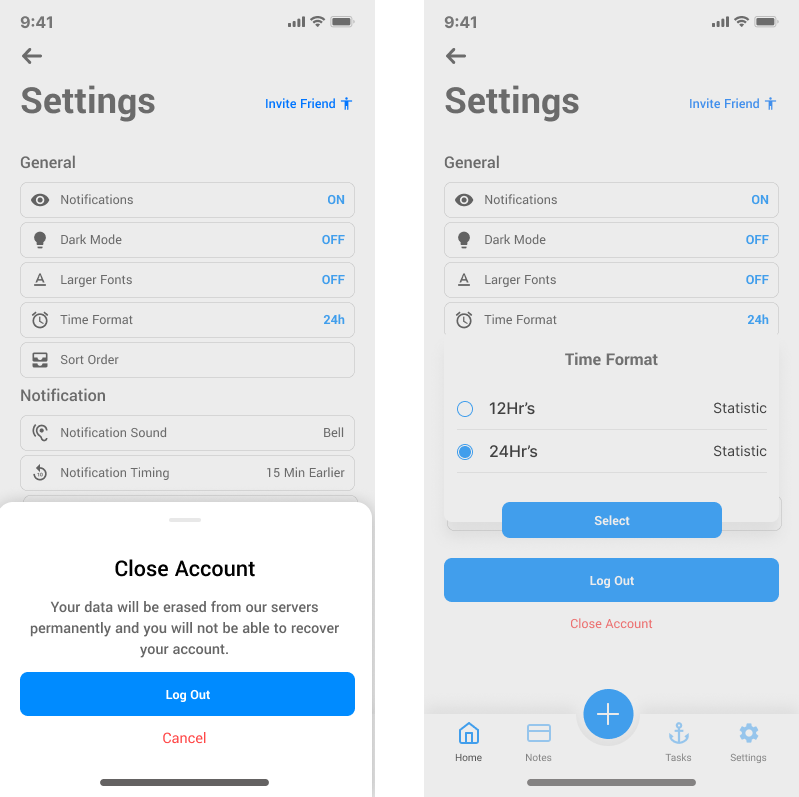 9:41
Settings
Invite Friend
General
Notifications ON
Dark Mode OFF
Larger Fonts OFF
Time Format 24h
Sort Order
Notification
Notification Sound Bell
Notification Timing 15 Min Earlier
Close Account
Your data will be erased from our servers
permanently and you will not be able to recover
your account.
Log Out
Cancel
9:41
Settings
Invite Friend
General
Notifications ON
Dark Mode OFF
Larger Fonts OFF
Time Format 24h
Time Format
12Hr’s Statistic
24Hr’s Statistic
Select
Log Out
Close Account
Home Notes Tasks Settings